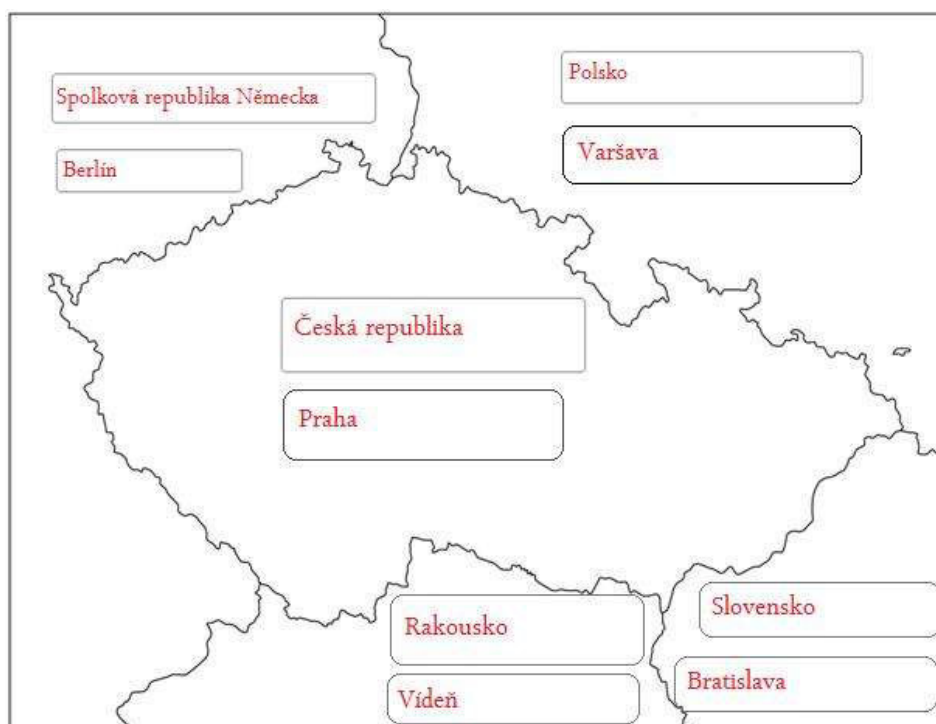 Spolková republika Německa
Berlín
Polsko
Varšava
Česká republika
Praha
Rakousko
Vídeň
Slovensko
Bratislava